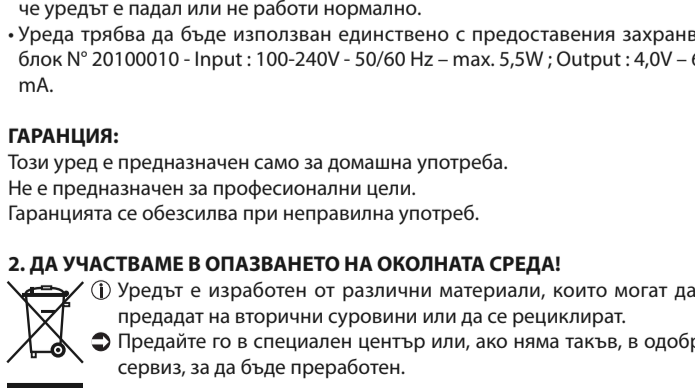 че уредът е падал или не работи нормално.
• Уреда трябва да бъде използван единствено с предоставения захранв
блок N° 20100010 - Input : 100-240V - 50/60 Hz – max. 5,5W ; Output : 4,0V –
mA.
ГАРАНЦИЯ:
Този уред е предназначен само за домашна употреба.
Не е предназначен за професионални цели.
Гаранцията се обезсилва при неправилна употреб.
2. ДА УЧАСТВАМЕ В ОПАЗВАНЕТО НА ОКОЛНАТА СРЕДА!
i Уредът е изработен от различни материали, които могат да
предадат на вторични суровини или да се рециклират.
➲ Предайте го в специален център или, ако няма такъв, в одобр
сервиз, за да бъде преработен.